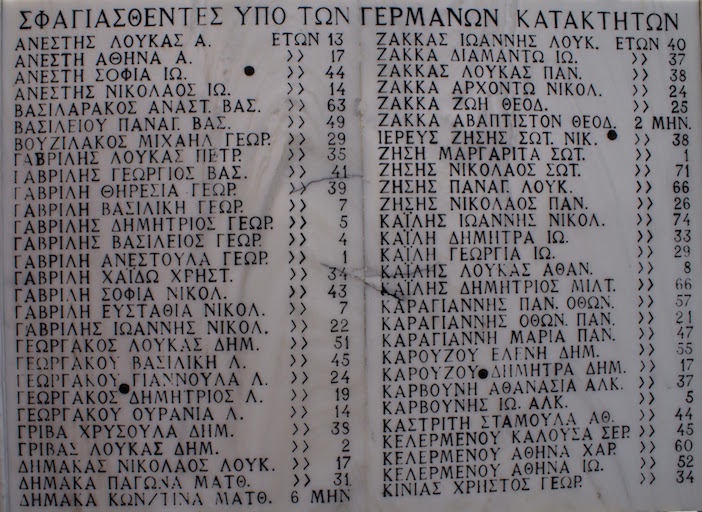 ΣΦΑΓΙΑΣΘΕΝΤΕΣ ΥΠΟ ΤΩΝ ΓΕΡΜΑΝΩΝ ΚΑΤΑΚΤΗΤΩΝ
ΑΝΕΣΤΗΣ ΛΟΥΚΑΣ Α. ΕΤΩΝ 13
ΑΝΕΣΤΗ ΑΘΗΝΑ Α. 〉〉 17
ΑΝΕΣΤΗ ΣΟΦΙΑ ΙΩ. 〉〉 44
ΑΝΕΣΤΗΣ ΝΙΚΟΛΑΟΣ ΙΩ. 〉〉 14
ΒΑΣΙΛΑΡΑΚΟΣ ΑΝΑΣΤ. ΒΑΣ. 〉〉 63
ΒΑΣΙΛΕΙΟΥ ΠΑΝΑΓ. ΒΑΣ. 〉〉 49
ΒΟΥΖΙΛΑΚΟΣ ΜΙΧΑΗΛ ΓΕΩΡ. 〉〉 29
ΓΑΒΡΙΛΗΣ ΛΟΥΚΑΣ ΠΕΤΡ. 〉〉 35
ΓΑΒΡΙΛΗΣ ΓΕΩΡΓΙΟΣ ΒΑΣ. 〉〉 41
ΓΑΒΡΙΛΗ ΘΗΡΕΣΙΑ ΓΕΩΡ. 〉〉 39
ΓΑΒΡΙΛΗ ΒΑΣΙΛΙΚΗ ΓΕΩΡ. 〉〉 7
ΓΑΒΡΙΛΗΣ ΔΗΜΗΤΡΙΟΣ ΓΕΩΡ. 〉〉 5
ΓΑΒΡΙΛΗΣ ΒΑΣΙΛΕΙΟΣ ΓΕΩΡ. 〉〉 4
ΓΑΒΡΙΛΗ ΑΝΕΣΤΟΥΛΑ ΓΕΩΡ. 〉〉 1
ΓΑΒΡΙΛΗ ΧΑΪΔΩ ΧΡΗΣΤ. 〉〉 34
ΓΑΒΡΙΛΗ ΣΟΦΙΑ ΝΙΚΟΛ. 〉〉 43
ΓΑΒΡΙΛΗ ΕΥΣΤΑΘΙΑ ΝΙΚΟΛ. 〉〉 7
ΓΑΒΡΙΛΗΣ ΙΩΑΝΝΗΣ ΝΙΚΟΛ. 〉〉 22
ΓΕΩΡΓΑΚΟΣ ΛΟΥΚΑΣ ΔΗΜ. 〉〉 51
ΓΕΩΡΓΑΚΟΥ ΒΑΣΙΛΙΚΗ Λ. 〉〉 45
ΓΕΩΡΓΑΚΟΥ ΓΙΑΝΝΟΥΛΑ Λ. 〉〉 24
ΓΕΩΡΓΑΚΟΣ ΔΗΜΗΤΡΙΟΣ Λ. 〉〉 19
ΓΕΩΡΓΑΚΟΥ ΟΥΡΑΝΙΑ Λ. 〉〉 14
ΓΡΙΒΑ ΧΡΥΣΟΥΛΑ ΔΗΜ. 〉〉 38
ΓΡΙΒΑΣ ΛΟΥΚΑΣ ΔΗΜ. 〉〉 2
ΔΗΜΑΚΑΣ ΝΙΚΟΛΑΟΣ ΛΟΥΚ. 〉〉 17
ΔΗΜΑΚΑ ΠΑΓΩΝΑ ΜΑΤΘ. 〉〉 31
ΔΗΜΑΚΑ ΚΩΝ/ΤΙΝΑ ΜΑΤΘ. 6 ΜΗΝ
ΖΑΚΚΑΣ ΙΩΑΝΝΗΣ ΛΟΥΚ. ΕΤΩΝ 40
ΖΑΚΚΑ ΔΙΑΜΑΝΤΩ ΙΩ. 〉〉 37
ΖΑΚΚΑΣ ΛΟΥΚΑΣ ΠΑΝ. 〉〉 38
ΖΑΚΚΑ ΑΡΧΟΝΤΩ ΝΙΚΟΛ. 〉〉 24
ΖΑΚΚΑ ΖΩΗ ΘΕΟΔ. 〉〉 25
ΖΑΚΚΑ ΑΒΑΠΤΙΣΤΟΝ ΘΕΟΔ. 2 ΜΗΝ.
ΙΕΡΕΥΣ ΖΗΣΗΣ ΣΩΤ. ΝΙΚ. 〉〉 38
ΖΗΣΗ ΜΑΡΓΑΡΙΤΑ ΣΩΤ. 〉〉 1
ΖΗΣΗΣ ΝΙΚΟΛΑΟΣ ΣΩΤ. 〉〉 71
ΖΗΣΗΣ ΠΑΝΑΓ. ΛΟΥΚ. 〉〉 66
ΖΗΣΗΣ ΝΙΚΟΛΑΟΣ ΠΑΝ. 〉〉 26
ΚΑΪΛΗΣ ΙΩΑΝΝΗΣ ΝΙΚΟΛ. 〉〉 74
ΚΑΪΛΗ ΔΗΜΗΤΡΑ ΙΩ. 〉〉 33
ΚΑΪΛΗ ΓΕΩΡΓΙΑ ΙΩ. 〉〉 29
ΚΑΪΛΗΣ ΛΟΥΚΑΣ ΑΘΑΝ. 〉〉 8
ΚΑΪΛΗΣ ΔΗΜΗΤΡΙΟΣ ΜΙΛΤ. 〉〉 66
ΚΑΡΑΓΙΑΝΝΗΣ ΠΑΝ. ΟΘΩΝ. 〉〉 57
ΚΑΡΑΓΙΑΝΝΗΣ ΟΘΩΝ. ΠΑΝ. 〉〉 21
ΚΑΡΑΓΙΑΝΝΗ ΜΑΡΙΑ ΠΑΝ. 〉〉 47
ΚΑΡΟΥΖΟΥ ΕΛΕΝΗ ΔΗΜ. 〉〉 55
ΚΑΡΟΥΖΟΥ ΔΗΜΗΤΡΑ ΔΗΜ. 〉〉 17
ΚΑΡΒΟΥΝΗ ΑΘΑΝΑΣΙΑ ΑΛΚ. 〉〉 37
ΚΑΡΒΟΥΝΗΣ ΙΩ. ΑΛΚ. 〉〉 5
ΚΑΣΤΡΙΤΗ ΣΤΑΜΟΥΛΑ ΑΘ. 〉〉 44
ΚΕΛΕΡΜΕΝΟΥ ΚΑΛΟΥΣΑ ΣΕΡ. 〉〉 45
ΚΕΛΕΡΜΕΝΟΥ ΑΘΗΝΑ ΧΑΡ. 〉〉 60
ΚΕΛΕΡΜΕΝΟΥ ΑΘΗΝΑ ΙΩ. 〉〉 52
ΚΙΝΙΑΣ ΧΡΗΣΤΟΣ ΓΕΩΡ. 〉〉 34